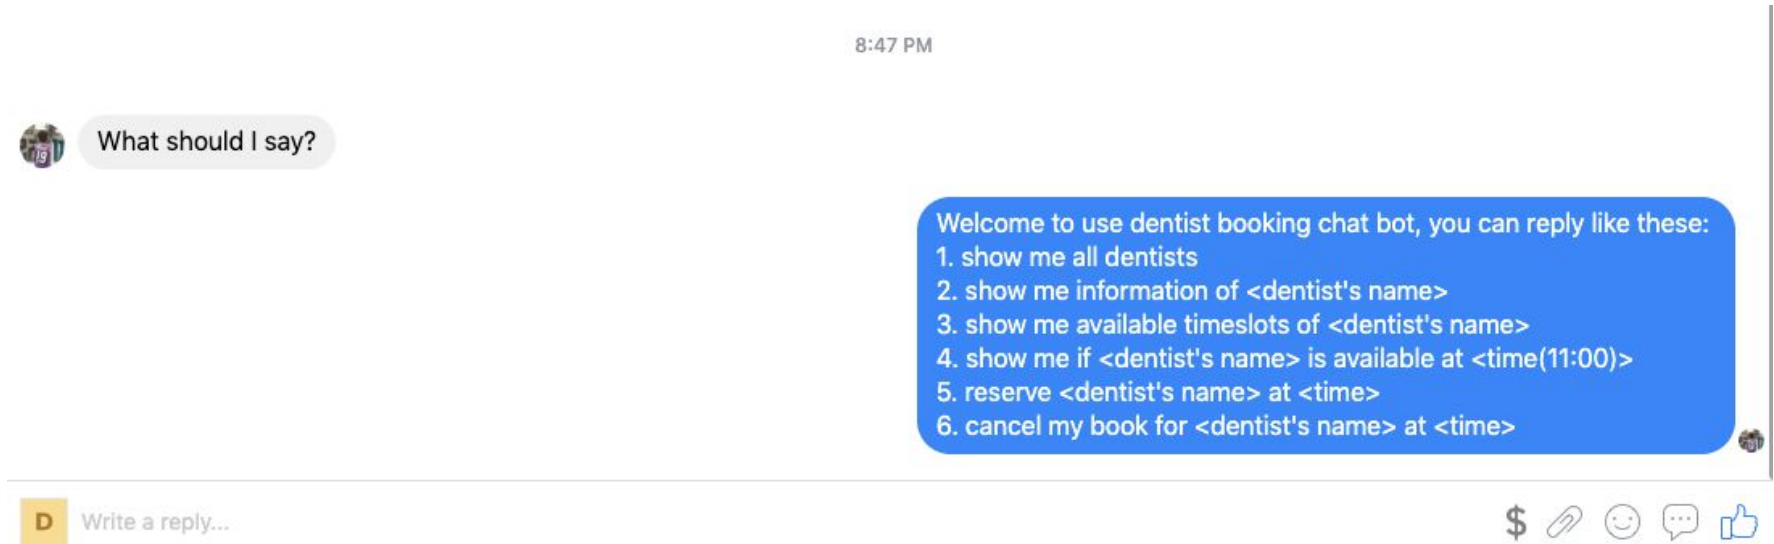 8:47 PM
What should I say?
Welcome to use dentist booking chat bot, you can reply like these:
1. show me all dentists
2. show me information of <dentist's name>
3. show me available timeslots of <dentist's name>
4. show me if <dentist's name> is available at <time(11:00)>
5. reserve <dentist's name> at <time>
6. cancel my book for <dentist's name> at <time>
D Write a reply...